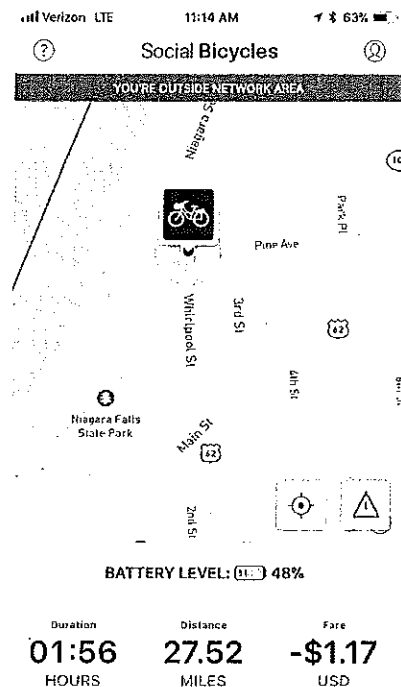 Verizon LTE 11:14 AM 63%
?
Social Bicycles
YOU'RE OUTSIDE NETWORK AREA
Niagara S
10
Park Pl
Pine Ave
Whirlpool St
3rd St
62
4th St
Niagara Falls
State Park
Main St
62
2nd St
BATTERY LEVEL: 48%
Duration Distance Fare
01:56 27.52 -$1.17
HOURS MILES USD